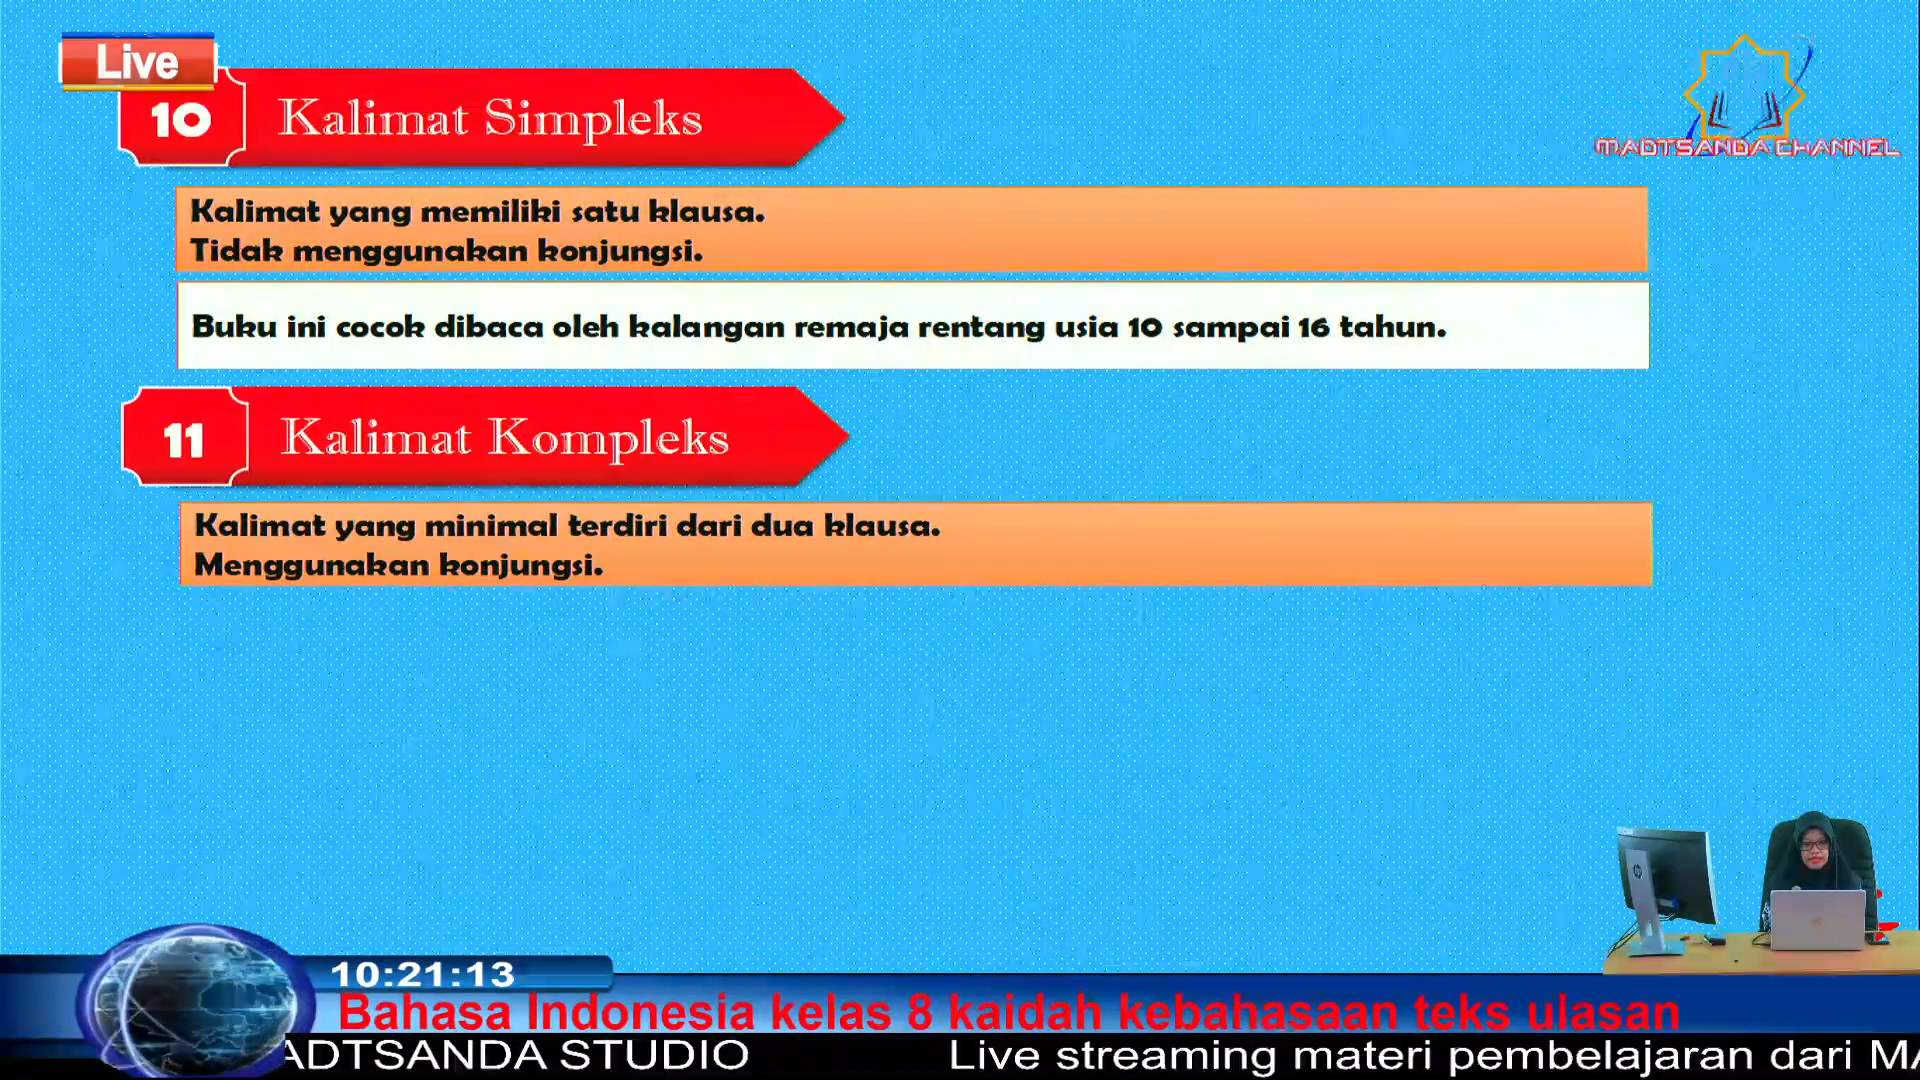 Live
10 Kalimat Simpleks
MADTSANDA CHANNEL
Kalimat yang memiliki satu klausa.
Tidak menggunakan konjungsi.
Buku ini cocok dibaca oleh kalangan remaja rentang usia 10 sampai 16 tahun.
11 Kalimat Kompleks
Kalimat yang minimal terdiri dari dua klausa.
Menggunakan konjungsi.
10:21:13
Bahasa Indonesia kelas 8 kaidah kebahasaan teks ulasan
ADTSANDA STUDIO Live streaming materi pembelajaran dari MA